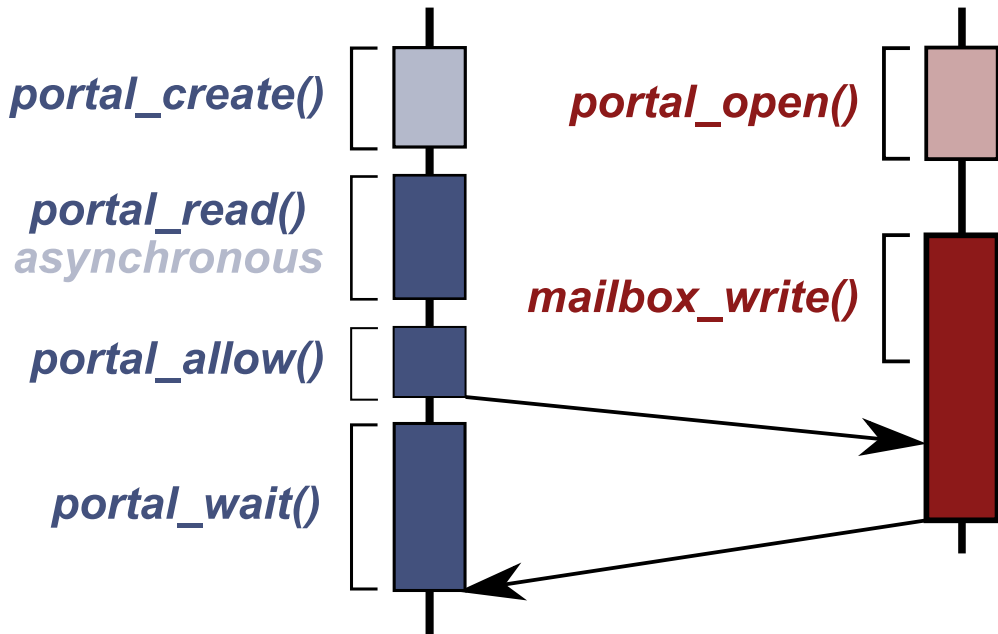 portal_create()
portal_open()
portal_read()
asynchronous
mailbox_write()
portal_allow()
portal_wait()